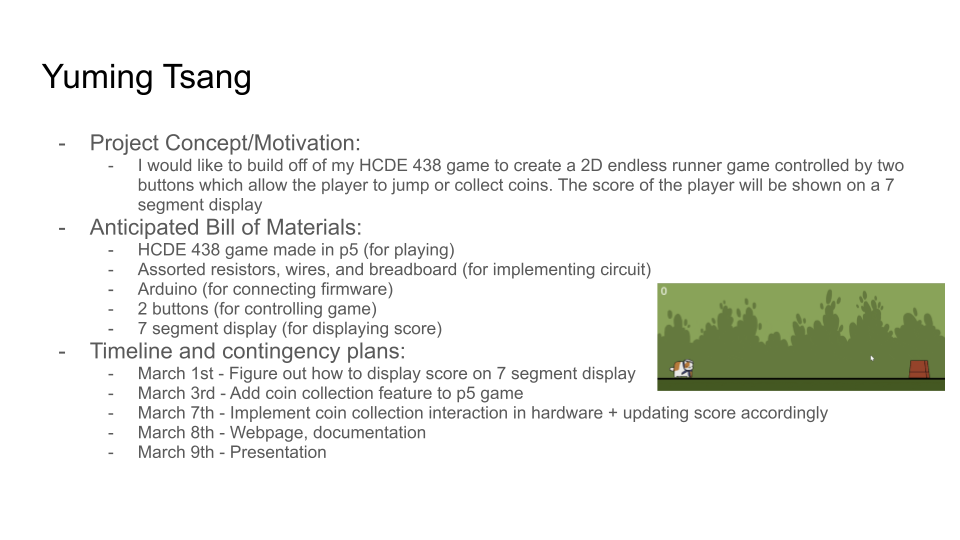 Yuming Tsang
- Project Concept/Motivation:
- I would like to build off of my HCDE 438 game to create a 2D endless runner game controlled by two
buttons which allow the player to jump or collect coins. The score of the player will be shown on a 7
segment display
- Anticipated Bill of Materials:
- HCDE 438 game made in p5 (for playing)
- Assorted resistors, wires, and breadboard (for implementing circuit)
- Arduino (for connecting firmware)
- 2 buttons (for controlling game)
- 7 segment display (for displaying score)
0
- Timeline and contingency plans:
- March 1st - Figure out how to display score on 7 segment display
- March 3rd - Add coin collection feature to p5 game
- March 7th - Implement coin collection interaction in hardware + updating score accordingly
- March 8th - Webpage, documentation
- March 9th - Presentation